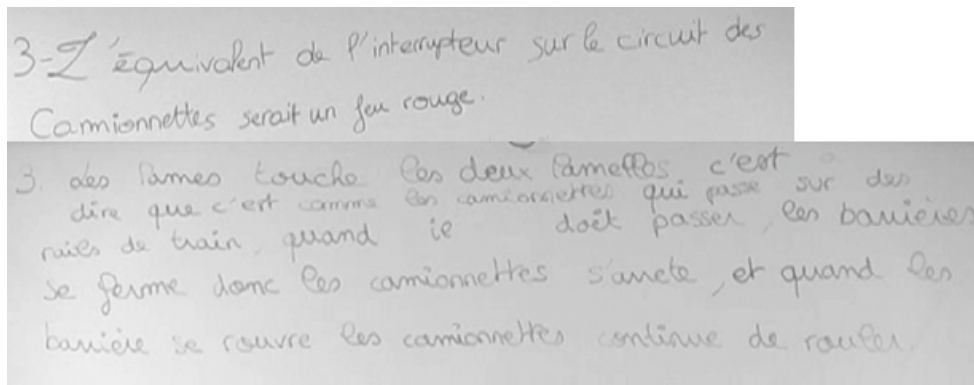 3-L'équivalent de l'interrupteur sur le circuit des
Camionnettes serait un feu rouge.
3. des lames touche les deux lamelles c'est
dire que c'est comme les camionnettes qui passe sur des
rails de train, quand ie doit passer, les barrières
se ferme donc les camionnettes s'arrete, et quand les
barrière se rouvre les camionnettes continue de rouler.